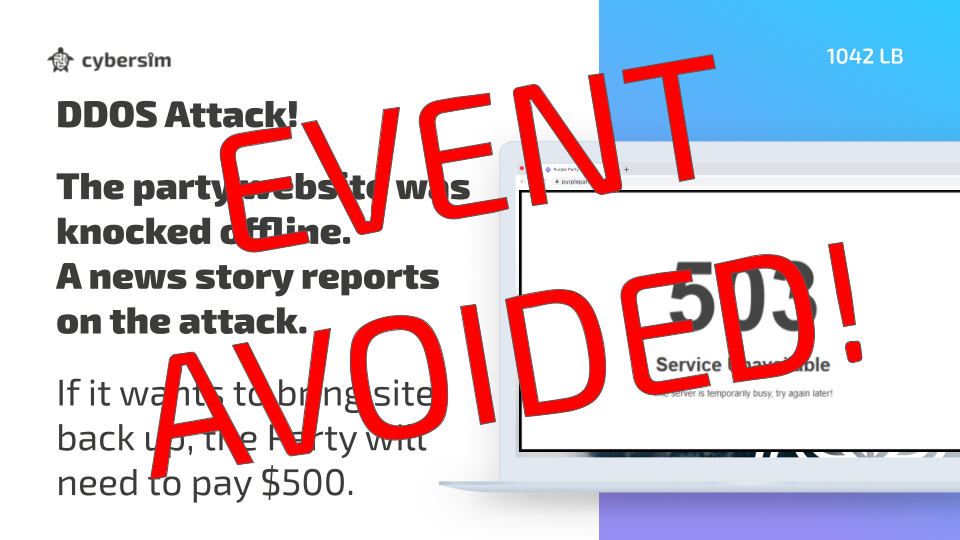 cybersim
1042 LB
DDOS Attack!
The party website was
knocked offline.
A news story reports
on the attack.
If it wants to bring site
back up, the Party will
need to pay $500.
EVENT
AVOIDED!
Purple Party
503
Service Unavailable
The server is temporarily busy, try again later!